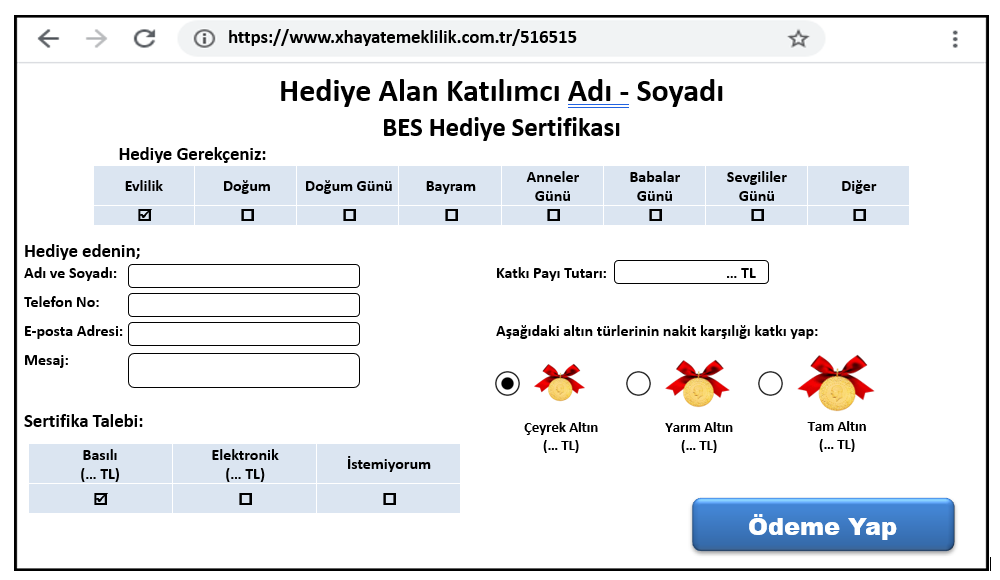 https://www.xhayatemeklilik.com.tr/516515
Hediye Alan Katılımcı Adı - Soyadı
BES Hediye Sertifikası
Hediye Gerekçeniz:
Evlilik Doğum Doğum Günü Bayram Anneler Günü Babalar Günü Sevgililer Günü Diğer
Hediye edenin;
Adı ve Soyadı:
Telefon No:
E-posta Adresi:
Mesaj:
Katkı Payı Tutarı: ... TL
Aşağıdaki altın türlerinin nakit karşılığı katkı yap:
Çeyrek Altın
(... TL)
Yarım Altın
(... TL)
Tam Altın
(... TL)
Sertifika Talebi:
Basılı
(... TL)
Elektronik
(... TL)
İstemiyorum
Ödeme Yap